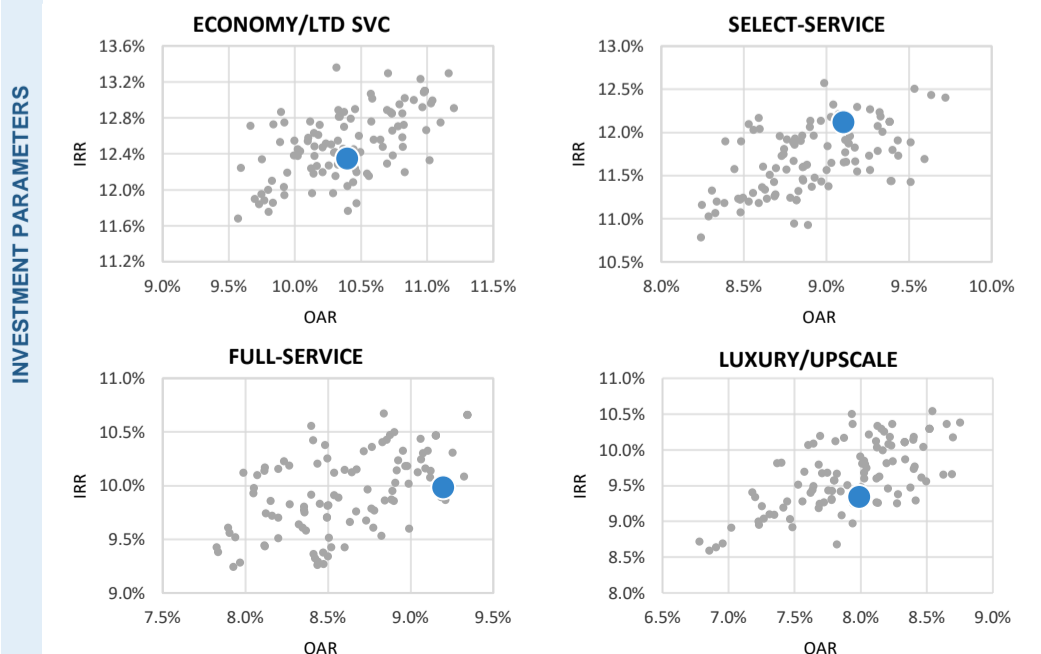 INVESTMENT PARAMETERS
ECONOMY/LTD SVC
13.6%
13.2%
12.8%
12.4%
12.0%
11.6%
11.2%
IRR
9.0% 9.5% 10.0% 10.5% 11.0% 11.5%
OAR
SELECT-SERVICE
13.0%
12.5%
12.0%
11.5%
11.0%
10.5%
IRR
8.0% 8.5% 9.0% 9.5% 10.0%
OAR
FULL-SERVICE
11.0%
10.5%
10.0%
9.5%
9.0%
IRR
7.5% 8.0% 8.5% 9.0% 9.5%
OAR
LUXURY/UPSCALE
11.0%
10.5%
10.0%
9.5%
9.0%
8.5%
8.0%
IRR
6.5% 7.0% 7.5% 8.0% 8.5% 9.0%
OAR